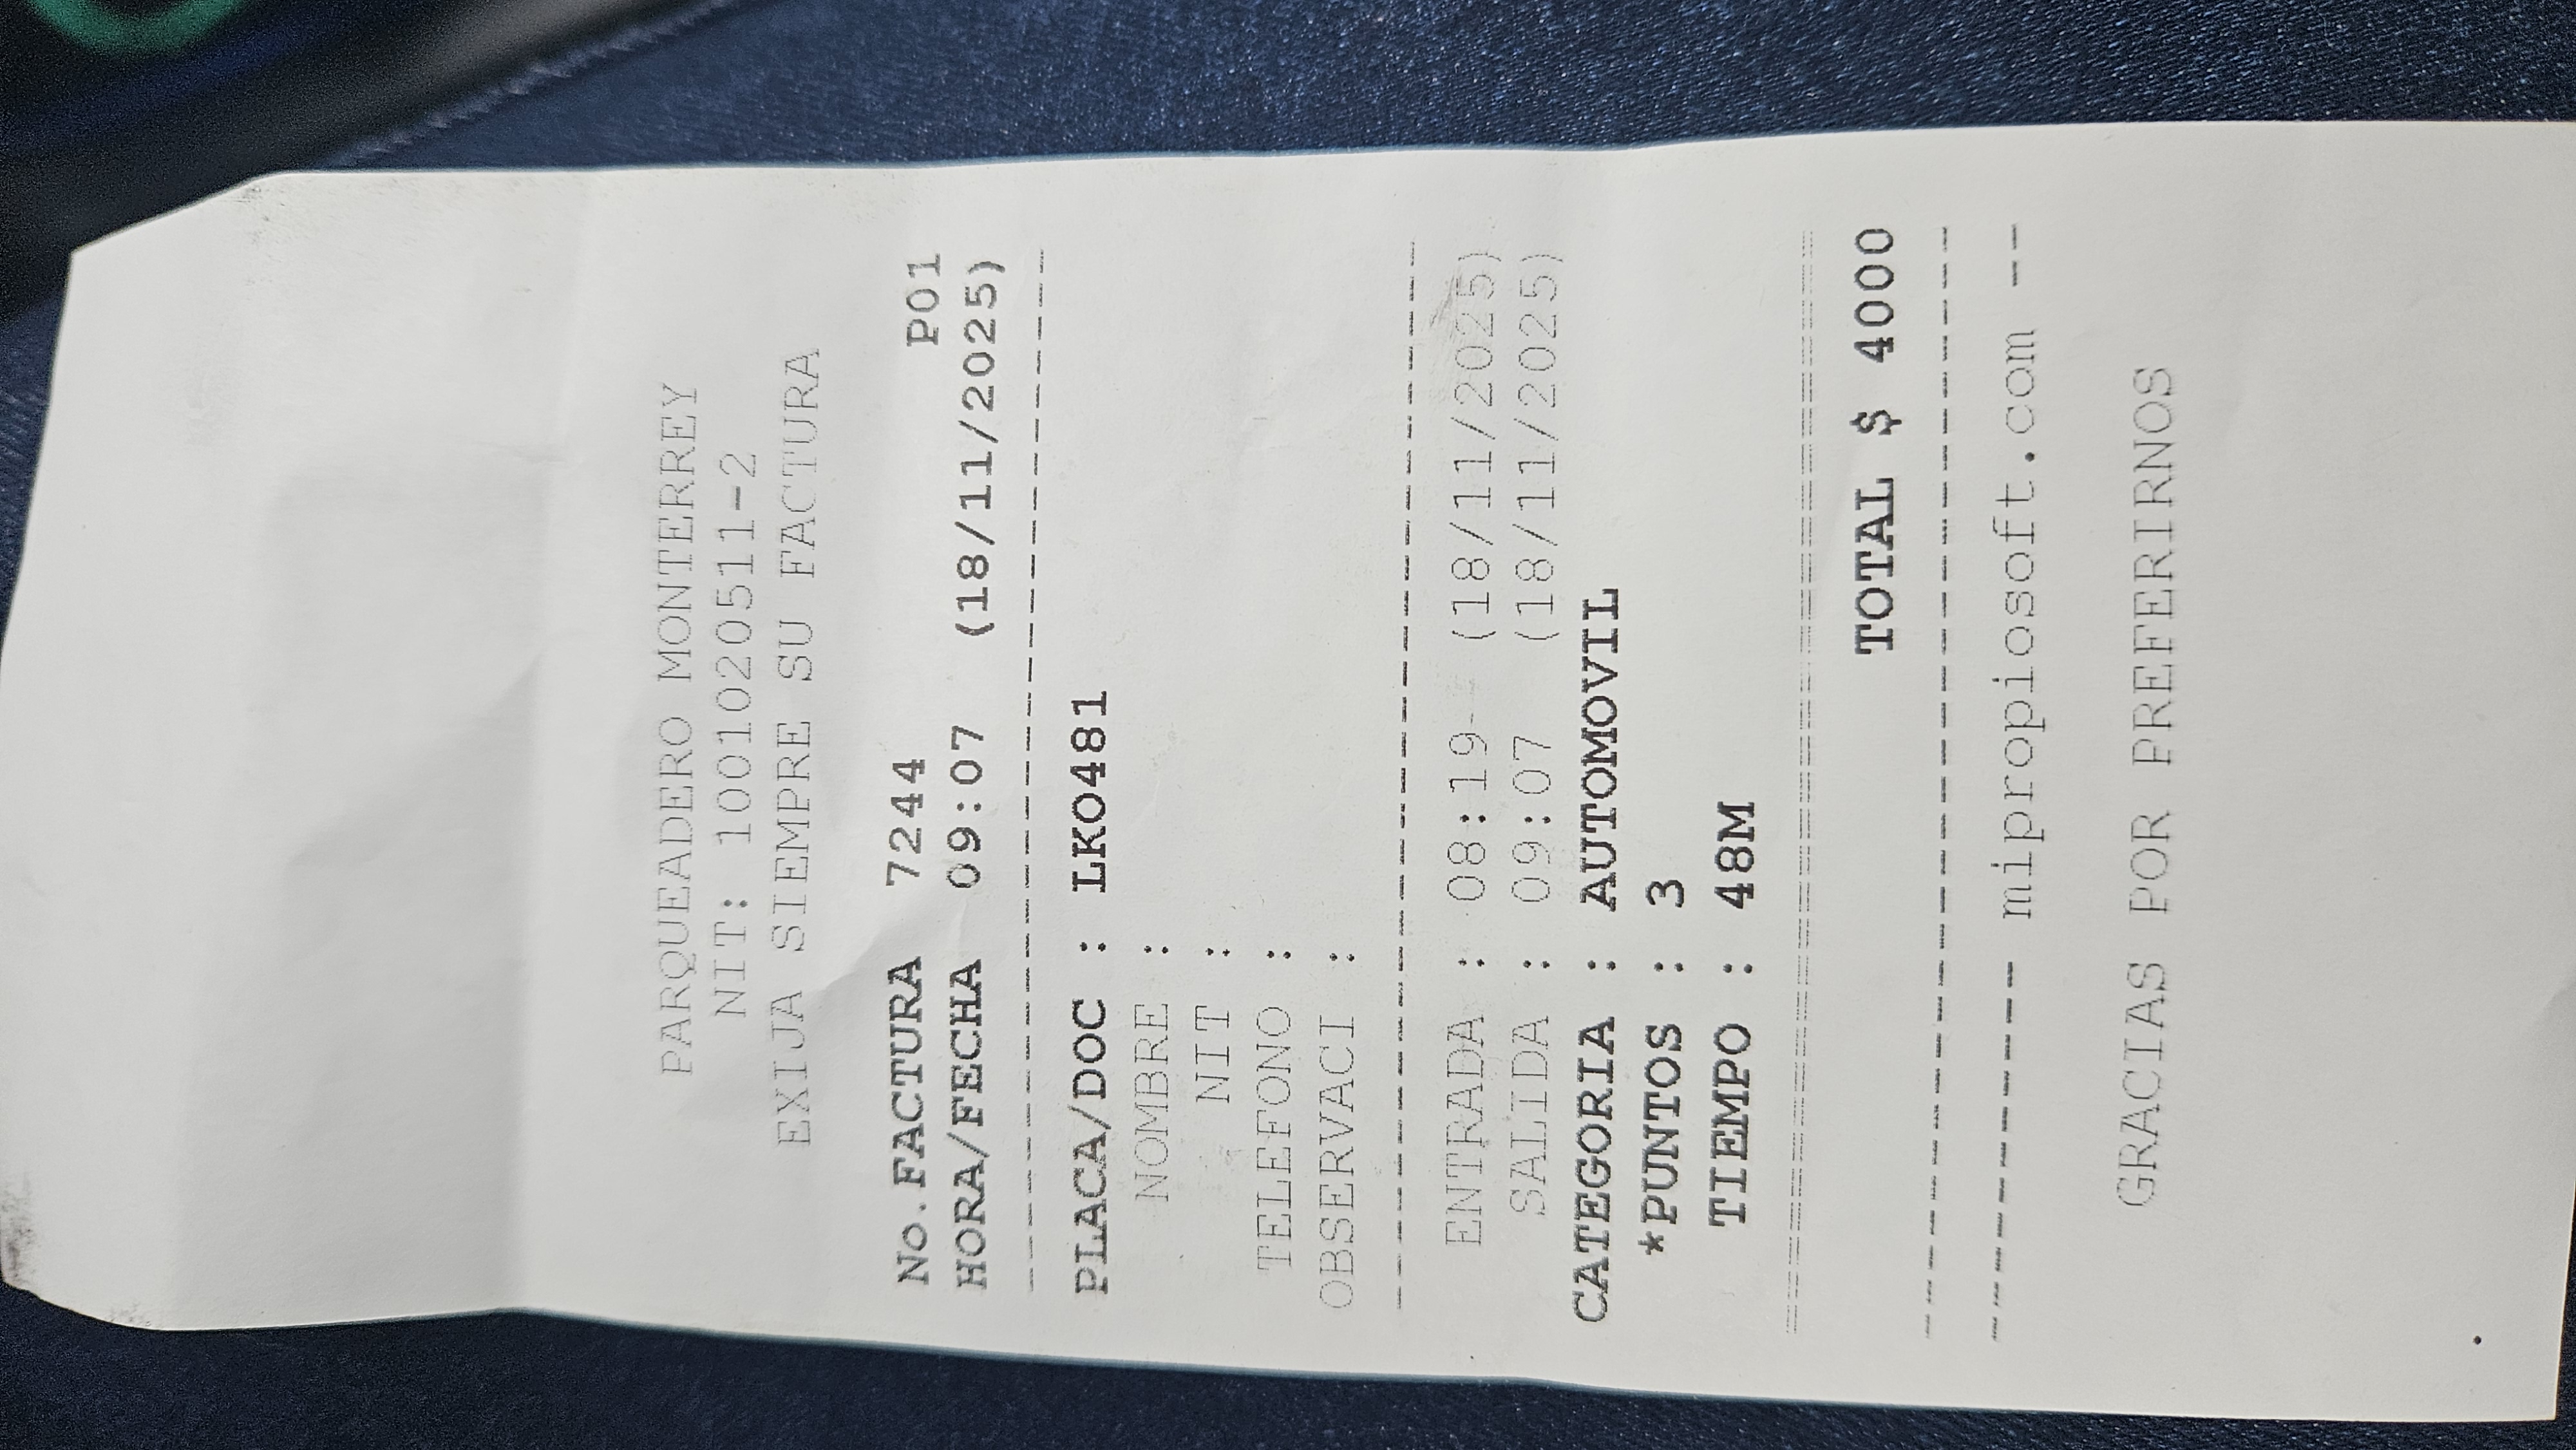 PARQUEADERO MONTERREY
NIT: 1001020511-2
EXIJA SIEMPRE SU FACTURA
No.FACTURA 7244 P01
HORA/FECHA 09:07 (18/11/2025)
------------------------------
PLACA/DOC : LKO481
NOMBRE :
NIT :
TELEFONO :
OBSERVACI :
------------------------------
ENTRADA : 08:19 (18/11/2025)
SALIDA : 09:07 (18/11/2025)
CATEGORIA : AUTOMOVIL
*PUNTOS : 3
TIEMPO : 48M
==============================
TOTAL $ 4000
------------------------------
---------- mipropiosoft.com --
GRACIAS POR PREFERIRNOS